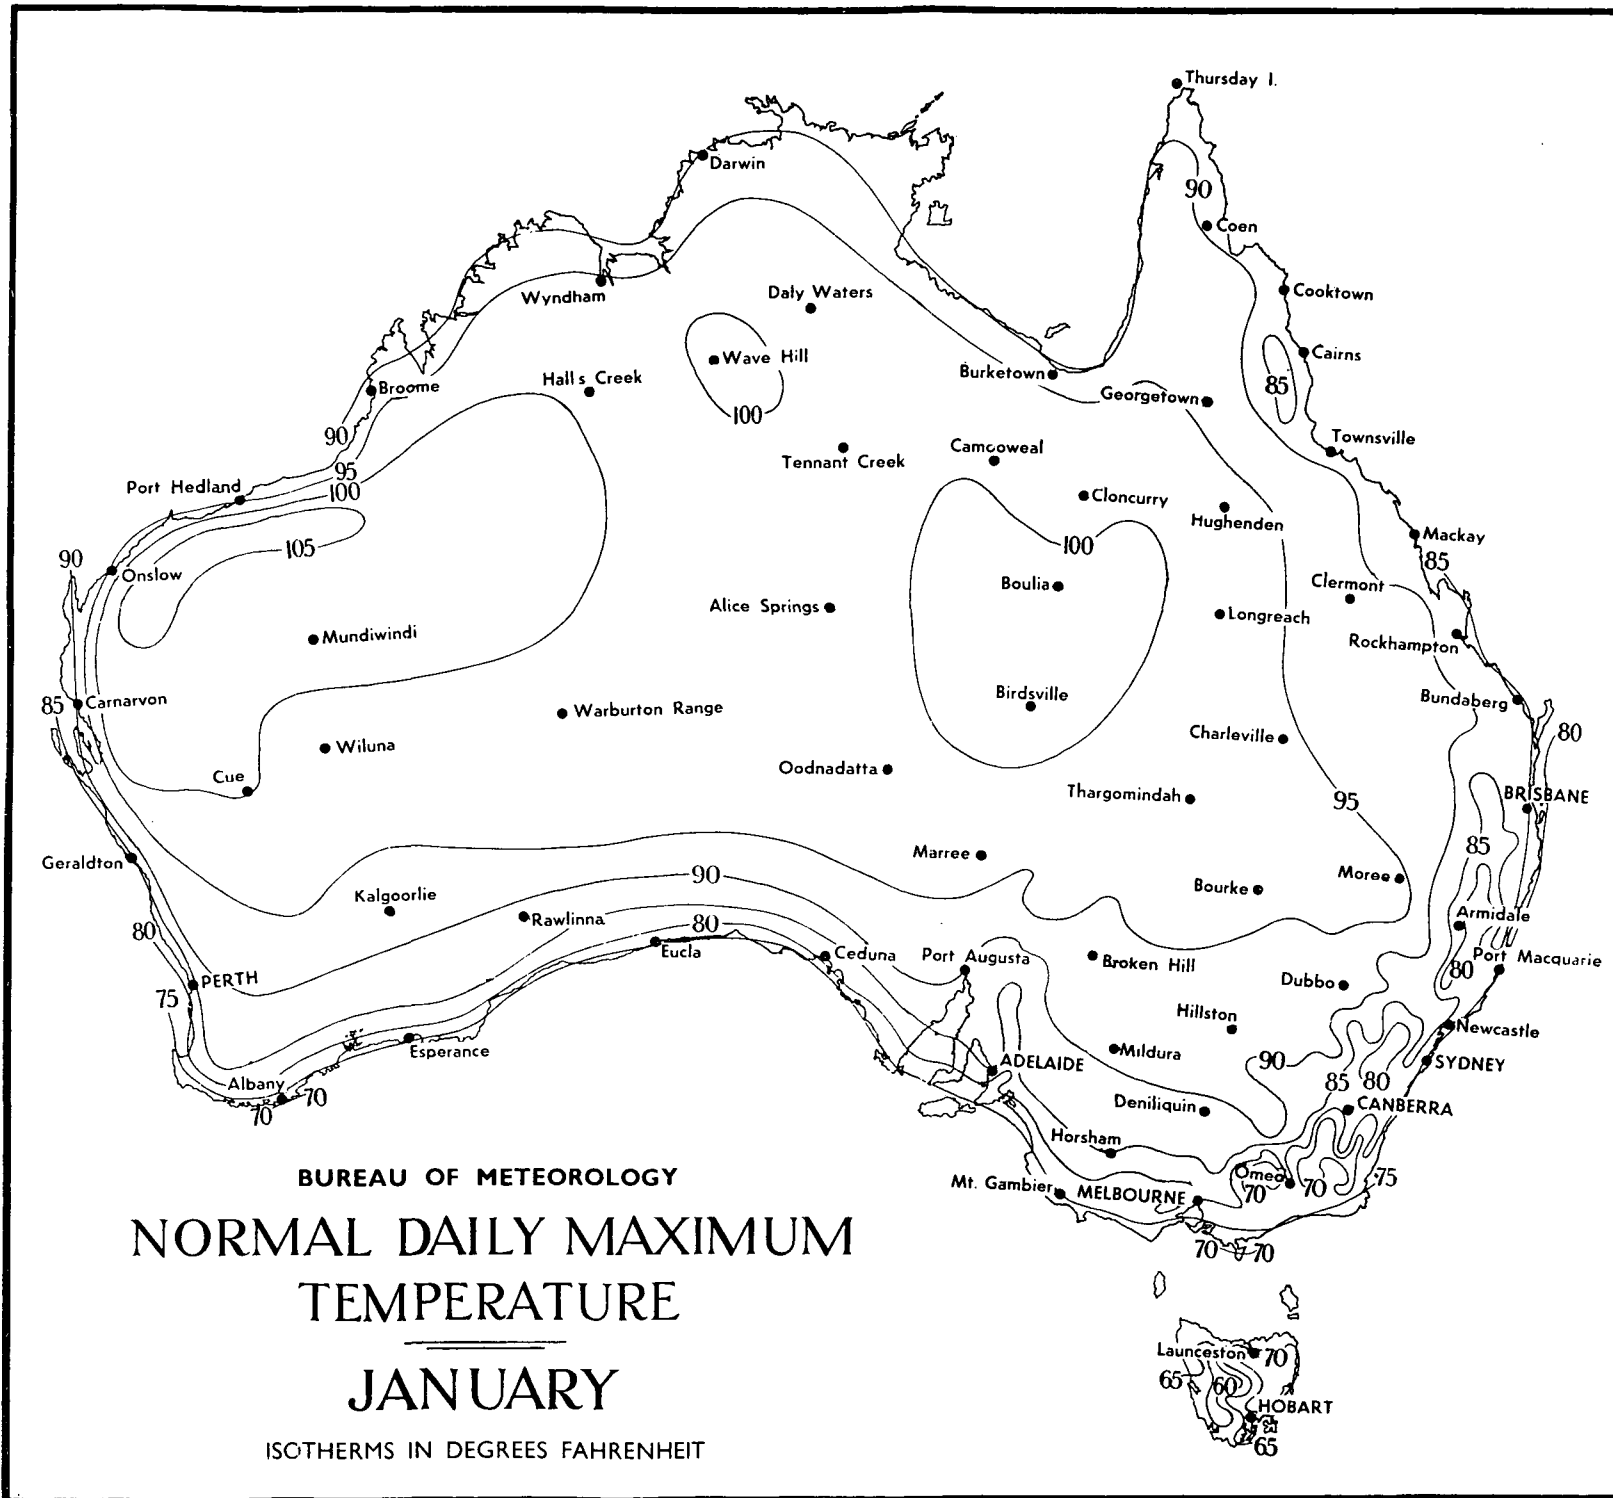 Thursday I.
Darwin
90
Coen
Wyndham
Daly Waters
Cooktown
Wave Hill
Cairns
Broome
Halls Creek
Burketown
Georgetown
85
100
90
Townsville
Camooweal
Tennant Creek
95
Port Hedland
100
Cloncurry
Hughenden
Mackay
105
100
90
Onslow
85
Boulia
Clermont
Alice Springs
Longreach
Mundiwindi
Rockhampton
Birdsville
85
Carnarvon
Bundaberg
Warburton Range
Charleville
80
Wiluna
Cue
Oodnadatta
Thargomindah
95
BRISBANE
Geraldton
Marree
85
90
Moree
Kalgoorlie
Bourke
Rawlinna
Armidale
80
80
Eucla
Ceduna
Port Augusta
Broken Hill
Port Macquarie
80
PERTH
Dubbo
75
Hillston
Newcastle
Esperance
Mildura
90
SYDNEY
ADELAIDE
Albany
85
80
70
70
Deniliquin
CANBERRA
Horsham
Omeo
75
Mt. Gambier
MELBOURNE
70
70
70
70
BUREAU OF METEOROLOGY
NORMAL DAILY MAXIMUM
TEMPERATURE
JANUARY
ISOTHERMS IN DEGREES FAHRENHEIT
Launceston
70
65
60
HOBART
65